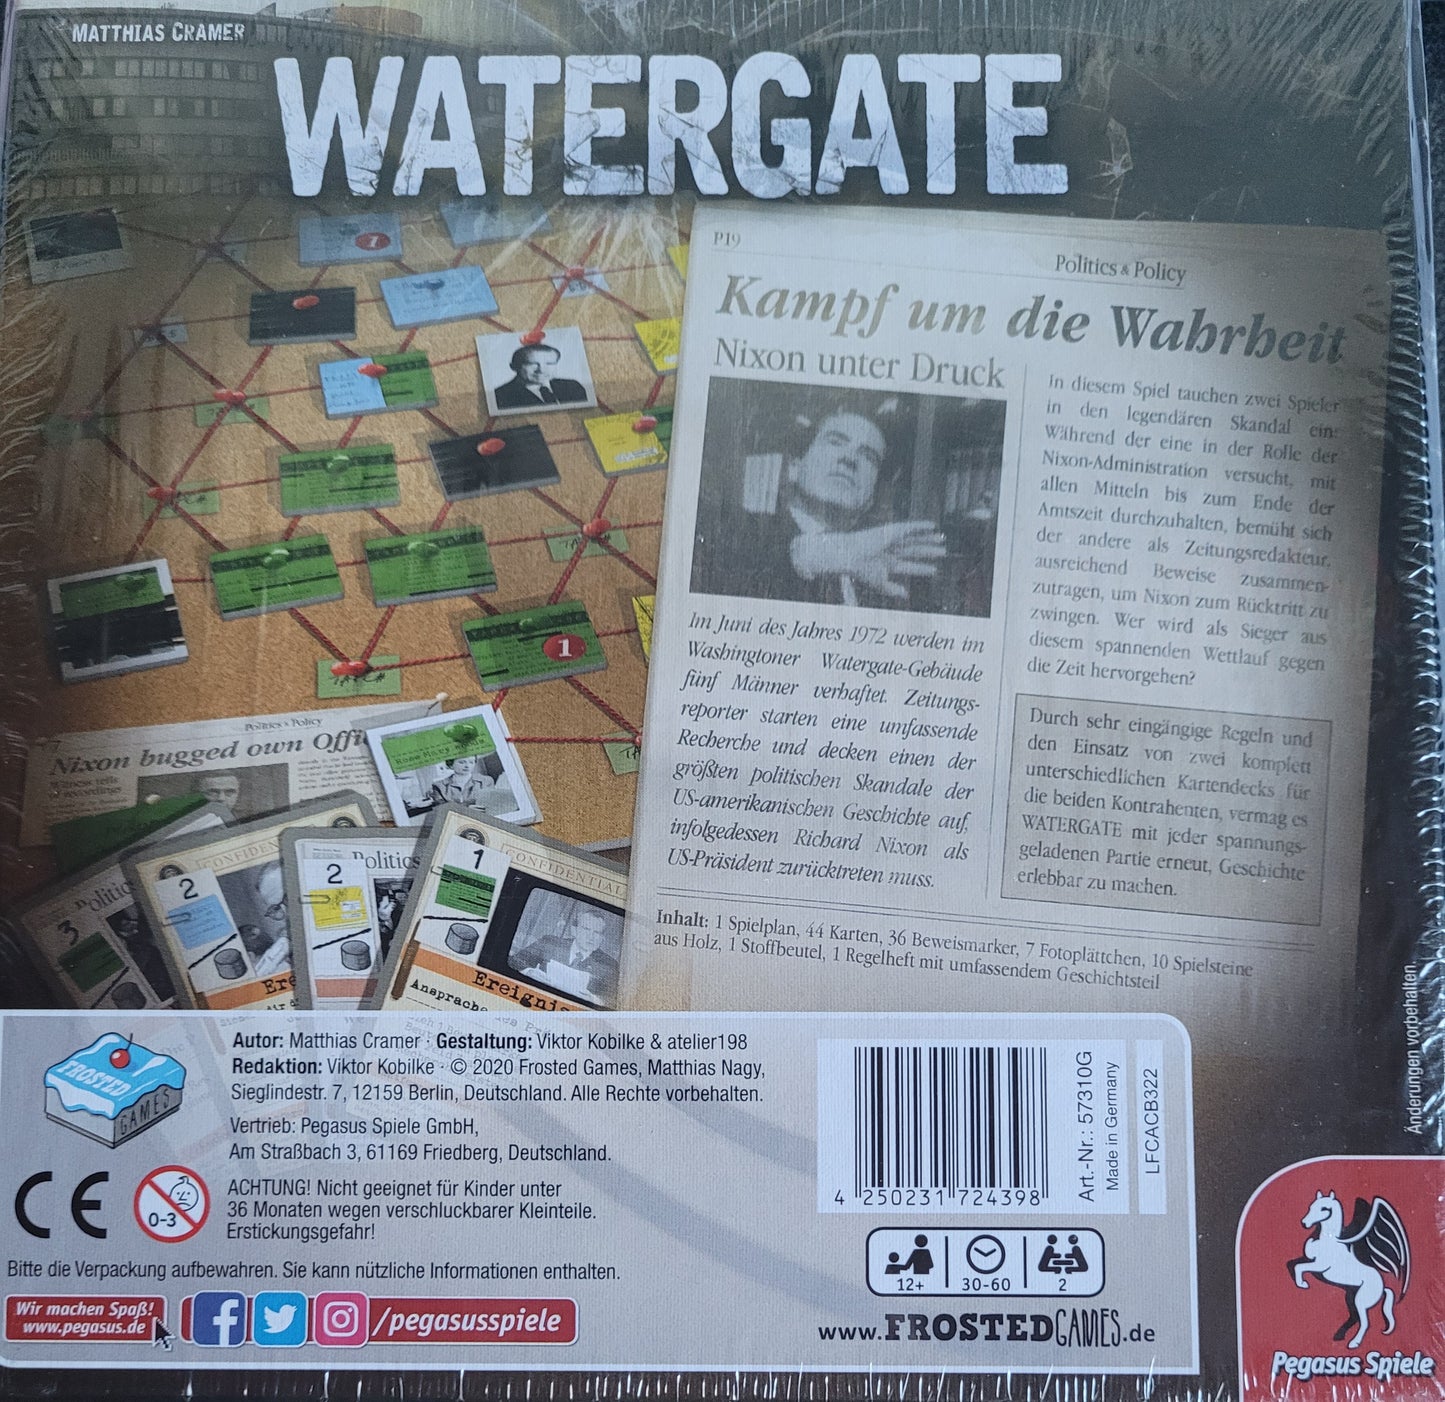 MATTHIAS CRAMER
WATERGATE
P19
Politics & Policy
Kampf um die Wahrheit
Nixon unter Druck
In diesem Spiel tauchen zwei Spieler
in den legendären Skandal ein:
Während der eine in der Rolle der
Nixon-Administration versucht, mit
allen Mitteln bis zum Ende der
Amtszeit durchzuhalten, bemüht sich
der andere als Zeitungsredakteur,
ausreichend Beweise zusammen-
zutragen, um Nixon zum Rücktritt zu
zwingen. Wer wird als Sieger aus
diesem spannenden Wettlauf gegen
die Zeit hervorgehen?
Im Juni des Jahres 1972 werden im
Washingtoner Watergate-Gebäude
fünf Männer verhaftet. Zeitungs-
reporter starten eine umfassende
Recherche und decken einen der
größten politischen Skandale der
US-amerikanischen Geschichte auf,
infolgedessen Richard Nixon als
US-Präsident zurücktreten muss.
Durch sehr eingängige Regeln und
den Einsatz von zwei komplett
unterschiedlichen Kartendecks für
die beiden Kontrahenten, vermag es
WATERGATE mit jeder spannungs-
geladenen Partie erneut, Geschichte
erlebbar zu machen.
Inhalt: 1 Spielplan, 44 Karten, 36 Beweismarker, 7 Fotoplättchen, 10 Spielsteine
aus Holz, 1 Stoffbeutel, 1 Regelheft mit umfassendem Geschichtsteil
7
1
Politics & Policy
Nixon bugged own Offi
3
2
CONFIDEN
Ere
2
Politics
1
CONFIDENTIAL
Ereignis
Ansprache des Pr
FROSTED
GAMES
Autor: Matthias Cramer · Gestaltung: Viktor Kobilke & atelier198
Redaktion: Viktor Kobilke · © 2020 Frosted Games, Matthias Nagy,
Sieglindestr. 7, 12159 Berlin, Deutschland. Alle Rechte vorbehalten.
Vertrieb: Pegasus Spiele GmbH,
Am Straßbach 3, 61169 Friedberg, Deutschland.
CE
0-3
ACHTUNG! Nicht geeignet für Kinder unter
36 Monaten wegen verschluckbarer Kleinteile.
Erstickungsgefahr!
Bitte die Verpackung aufbewahren. Sie kann nützliche Informationen enthalten.
Wir machen Spaß!
www.pegasus.de
/pegasusspiele
4 250231 724398
Art.-Nr.: 57310G
Made in Germany
LFCACB322
12+
30-60
2
www.FROSTEDGAMES.de
Änderungen vorbehalten.
Pegasus Spiele